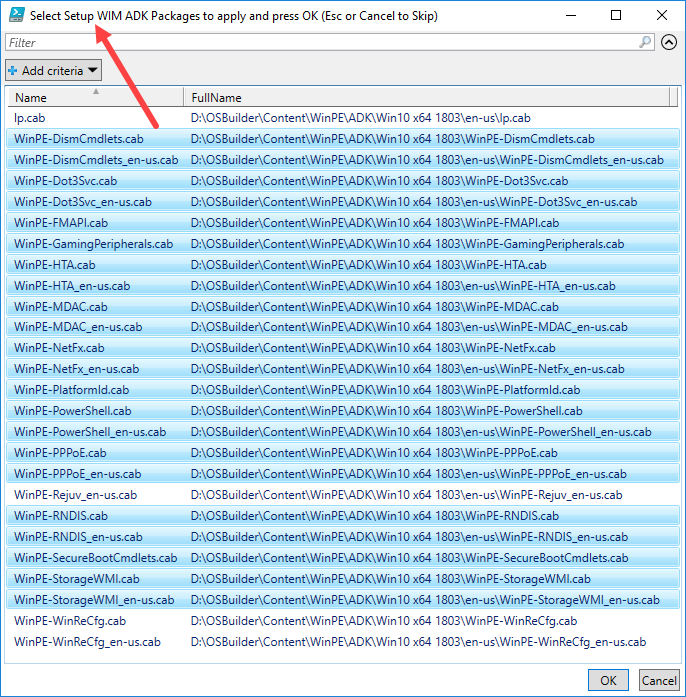 Select Setup WIM ADK Packages to apply and press OK (Esc or Cancel to Skip)
Filter
Add criteria
Name FullName
lp.cab D:\OSBuilder\Content\WinPE\ADK\Win10 x64 1803\en-us\lp.cab
WinPE-DismCmdlets.cab D:\OSBuilder\Content\WinPE\ADK\Win10 x64 1803\WinPE-DismCmdlets.cab
WinPE-DismCmdlets_en-us.cab D:\OSBuilder\Content\WinPE\ADK\Win10 x64 1803\en-us\WinPE-DismCmdlets_en-us.cab
WinPE-Dot3Svc.cab D:\OSBuilder\Content\WinPE\ADK\Win10 x64 1803\WinPE-Dot3Svc.cab
WinPE-Dot3Svc_en-us.cab D:\OSBuilder\Content\WinPE\ADK\Win10 x64 1803\en-us\WinPE-Dot3Svc_en-us.cab
WinPE-FMAPI.cab D:\OSBuilder\Content\WinPE\ADK\Win10 x64 1803\WinPE-FMAPI.cab
WinPE-GamingPeripherals.cab D:\OSBuilder\Content\WinPE\ADK\Win10 x64 1803\WinPE-GamingPeripherals.cab
WinPE-HTA.cab D:\OSBuilder\Content\WinPE\ADK\Win10 x64 1803\WinPE-HTA.cab
WinPE-HTA_en-us.cab D:\OSBuilder\Content\WinPE\ADK\Win10 x64 1803\en-us\WinPE-HTA_en-us.cab
WinPE-MDAC.cab D:\OSBuilder\Content\WinPE\ADK\Win10 x64 1803\WinPE-MDAC.cab
WinPE-MDAC_en-us.cab D:\OSBuilder\Content\WinPE\ADK\Win10 x64 1803\en-us\WinPE-MDAC_en-us.cab
WinPE-NetFx.cab D:\OSBuilder\Content\WinPE\ADK\Win10 x64 1803\WinPE-NetFx.cab
WinPE-NetFx_en-us.cab D:\OSBuilder\Content\WinPE\ADK\Win10 x64 1803\en-us\WinPE-NetFx_en-us.cab
WinPE-PlatformId.cab D:\OSBuilder\Content\WinPE\ADK\Win10 x64 1803\WinPE-PlatformId.cab
WinPE-PowerShell.cab D:\OSBuilder\Content\WinPE\ADK\Win10 x64 1803\WinPE-PowerShell.cab
WinPE-PowerShell_en-us.cab D:\OSBuilder\Content\WinPE\ADK\Win10 x64 1803\en-us\WinPE-PowerShell_en-us.cab
WinPE-PPPoE.cab D:\OSBuilder\Content\WinPE\ADK\Win10 x64 1803\WinPE-PPPoE.cab
WinPE-PPPoE_en-us.cab D:\OSBuilder\Content\WinPE\ADK\Win10 x64 1803\en-us\WinPE-PPPoE_en-us.cab
WinPE-Rejuv_en-us.cab D:\OSBuilder\Content\WinPE\ADK\Win10 x64 1803\en-us\WinPE-Rejuv_en-us.cab
WinPE-RNDIS.cab D:\OSBuilder\Content\WinPE\ADK\Win10 x64 1803\WinPE-RNDIS.cab
WinPE-RNDIS_en-us.cab D:\OSBuilder\Content\WinPE\ADK\Win10 x64 1803\en-us\WinPE-RNDIS_en-us.cab
WinPE-SecureBootCmdlets.cab D:\OSBuilder\Content\WinPE\ADK\Win10 x64 1803\WinPE-SecureBootCmdlets.cab
WinPE-StorageWMI.cab D:\OSBuilder\Content\WinPE\ADK\Win10 x64 1803\WinPE-StorageWMI.cab
WinPE-StorageWMI_en-us.cab D:\OSBuilder\Content\WinPE\ADK\Win10 x64 1803\en-us\WinPE-StorageWMI_en-us.cab
WinPE-WinReCfg.cab D:\OSBuilder\Content\WinPE\ADK\Win10 x64 1803\WinPE-WinReCfg.cab
WinPE-WinReCfg_en-us.cab D:\OSBuilder\Content\WinPE\ADK\Win10 x64 1803\en-us\WinPE-WinReCfg_en-us.cab
OK Cancel